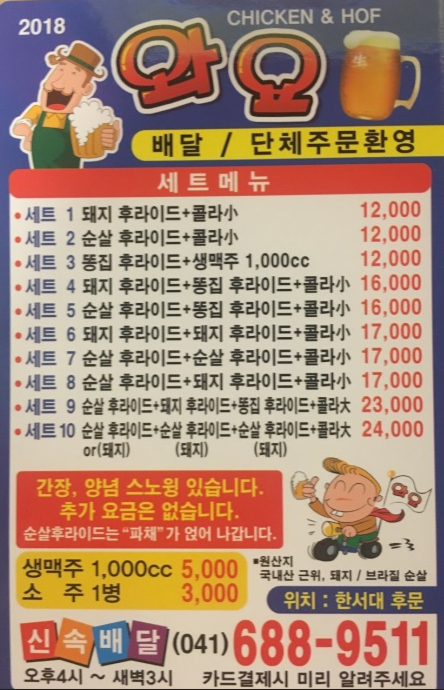 2018
CHICKEN & HOF
와요
生
배달 / 단체주문환영
세트메뉴
• 세트 1 돼지 후라이드+콜라小 12,000
• 세트 2 순살 후라이드+콜라小 12,000
• 세트 3 똥집 후라이드+생맥주 1,000cc 12,000
• 세트 4 돼지 후라이드+똥집 후라이드+콜라小 16,000
• 세트 5 순살 후라이드+똥집 후라이드+콜라小 16,000
• 세트 6 돼지 후라이드+돼지 후라이드+콜라小 17,000
• 세트 7 순살 후라이드+순살 후라이드+콜라小 17,000
• 세트 8 순살 후라이드+돼지 후라이드+콜라小 17,000
• 세트 9 순살 후라이드+돼지 후라이드+똥집 후라이드+콜라大 23,000
• 세트10 순살 후라이드+순살 후라이드+순살 후라이드+콜라大 24,000
or(돼지) (돼지) (돼지)
간장, 양념 스노윙 있습니다.
추가 요금은 없습니다.
순살후라이드는 "파채"가 얹어 나갑니다.
생맥주 1,000cc 5,000
소 주 1병 3,000
■원산지
국내산 근위, 돼지 / 브라질 순살
위치 : 한서대 후문
신속배달 (041) 688-9511
오후4시 ~ 새벽3시 카드결제시 미리 알려주세요